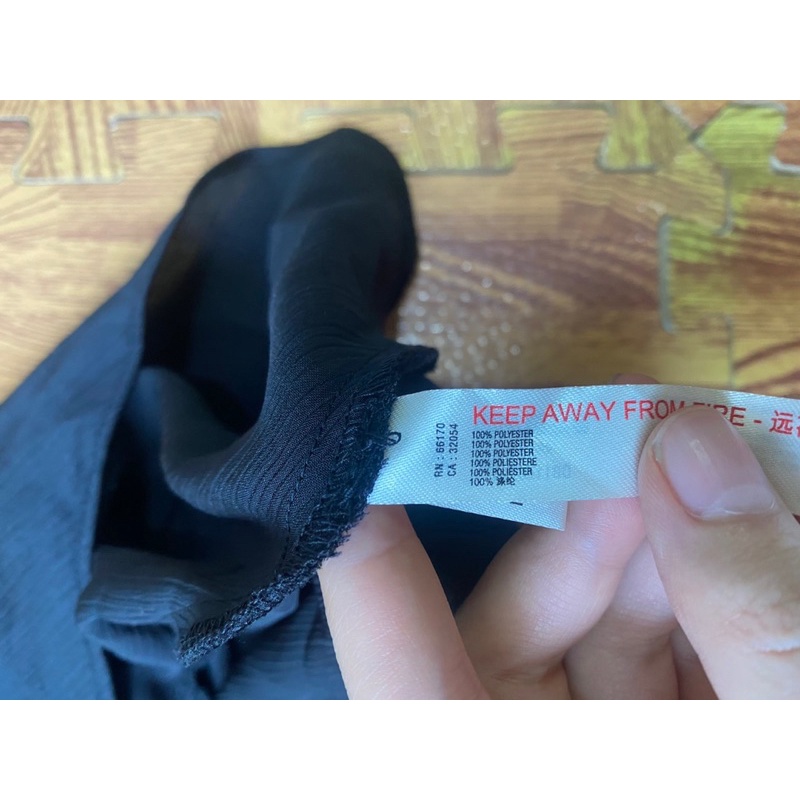 KEEP AWAY FROM FIRE - 远
RN : 66170
CA : 32054
100% POLYESTER
100% POLYESTER
100% POLYESTER
100% POLIESTERE
100% POLIÉSTER
100% 涤纶